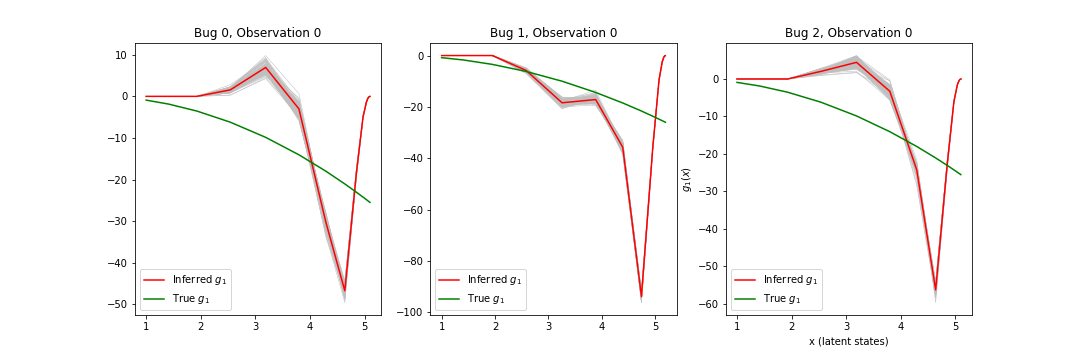 Bug 0, Observation 0
10
0
−10
−20
−30
−40
−50
1 2 3 4 5
Inferred g₁
True g₁
Bug 1, Observation 0
0
−20
−40
−60
−80
−100
1 2 3 4 5
Inferred g₁
True g₁
Bug 2, Observation 0
g₁(x)
0
−10
−20
−30
−40
−50
−60
1 2 3 4 5
x (latent states)
Inferred g₁
True g₁